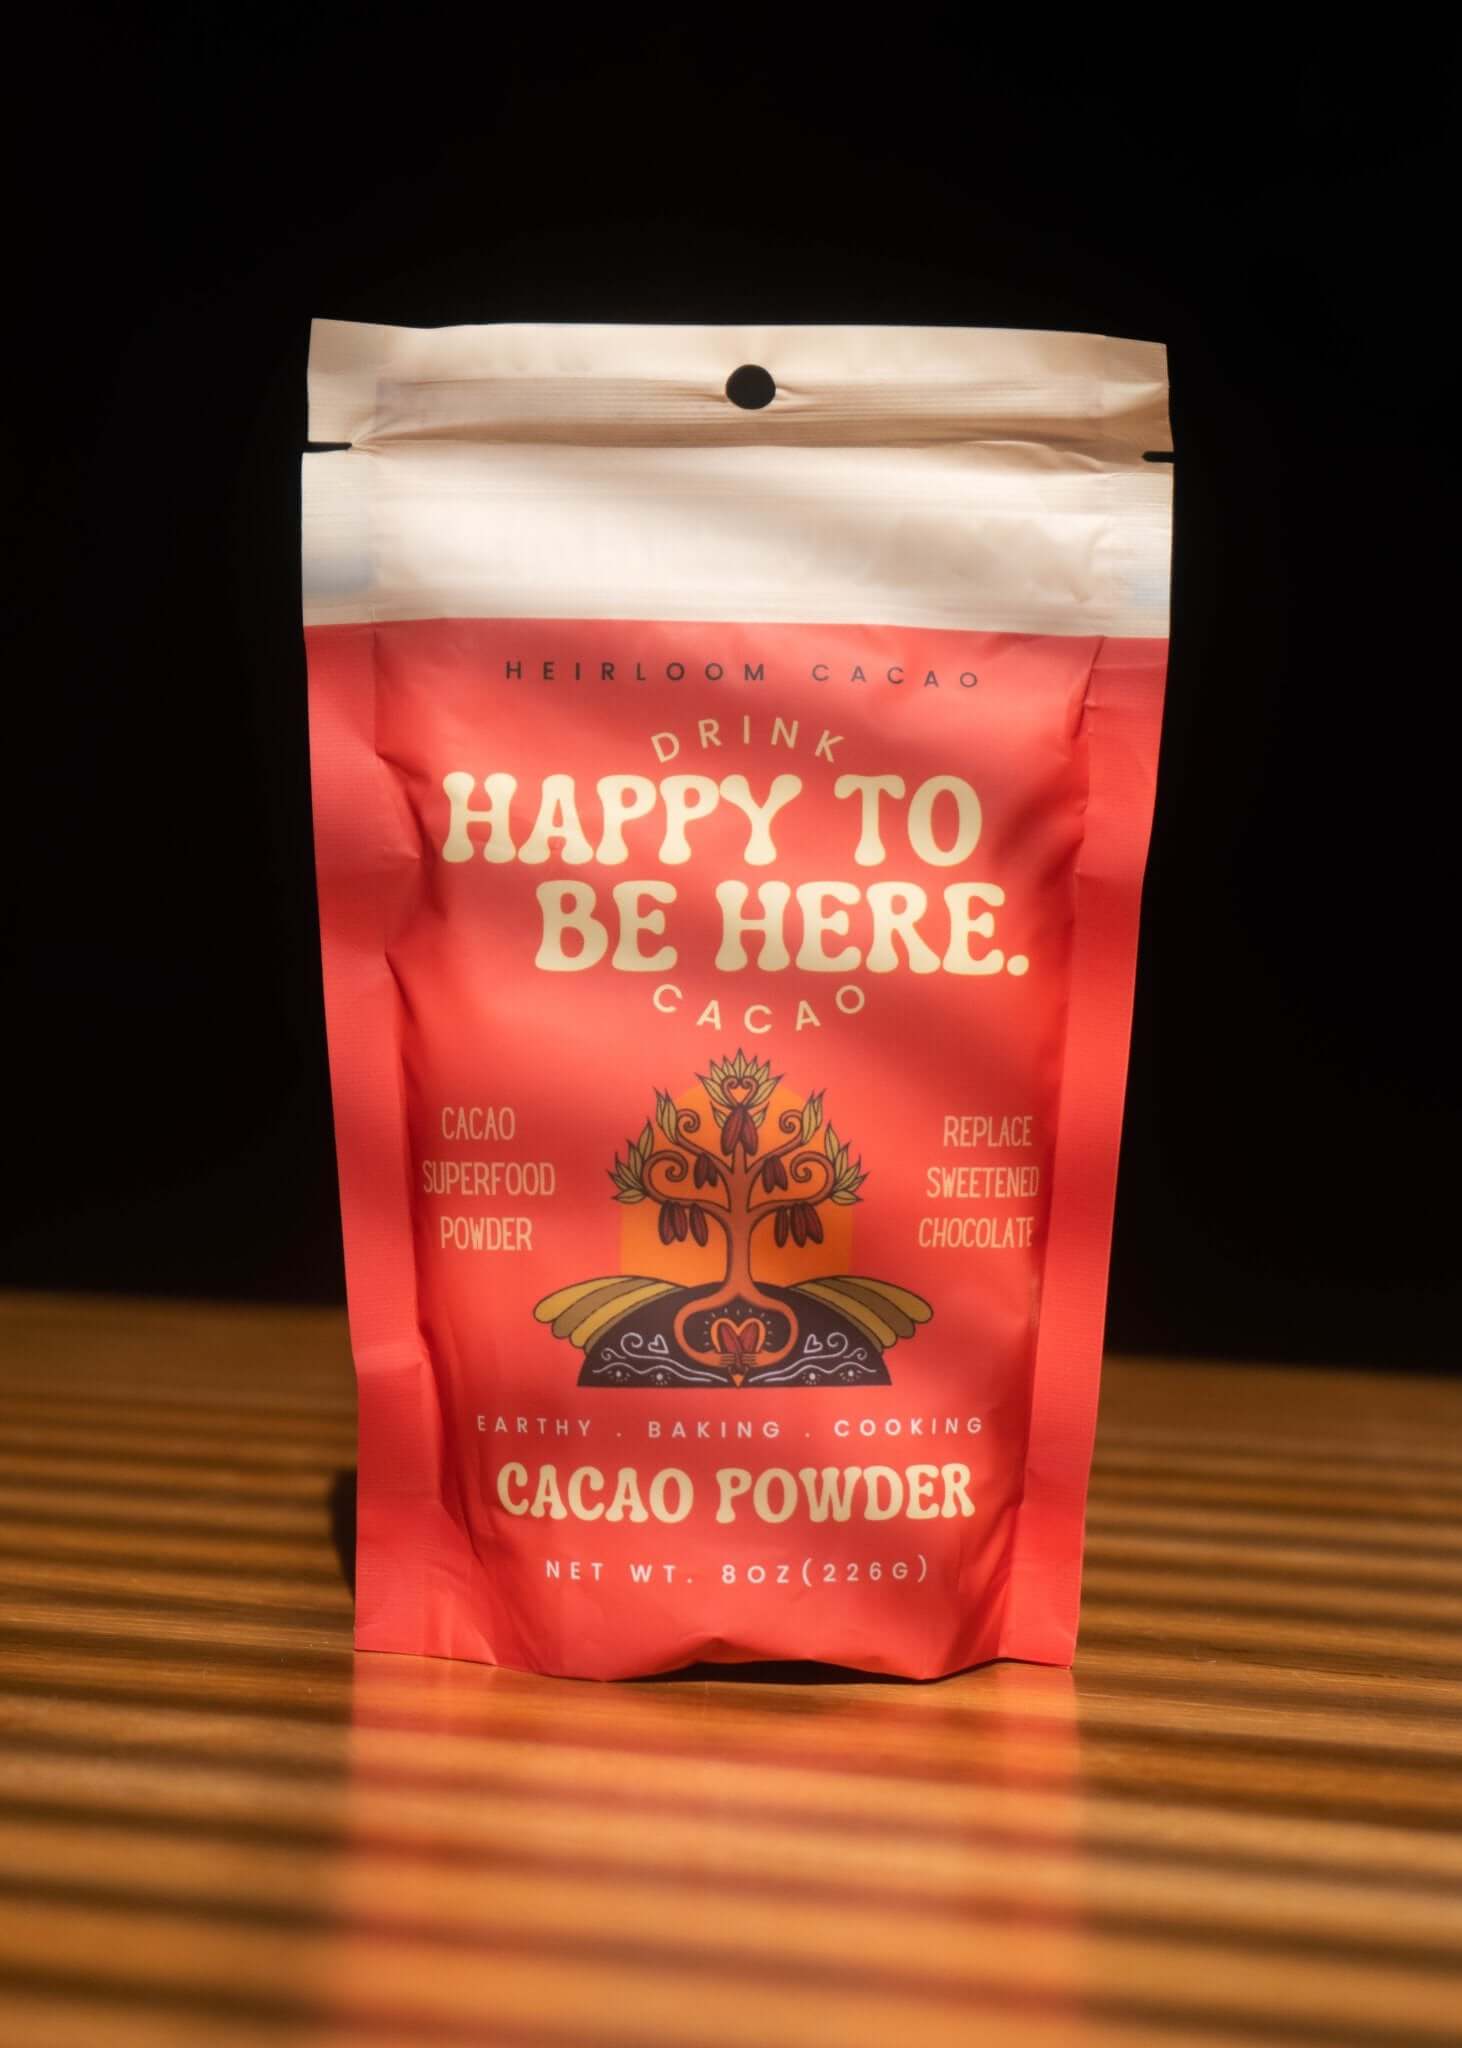 HEIRLOOM CACAO
DRINK
HAPPY TO
BE HERE.
CACAO
CACAO
SUPERFOOD
POWDER
REPLACE
SWEETENED
CHOCOLATE
EARTHY . BAKING . COOKING
CACAO POWDER
NET WT. 8OZ(226G)